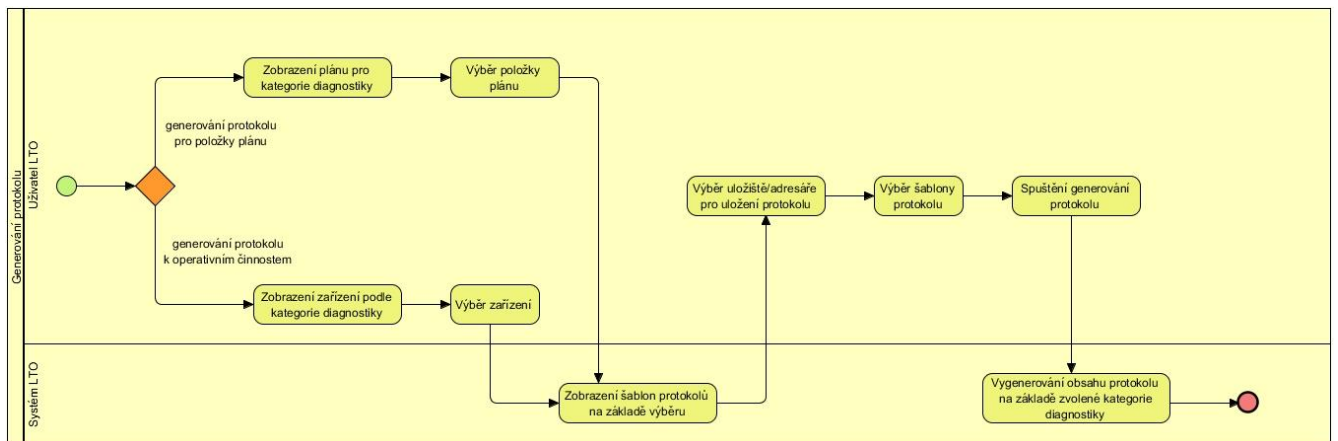 Generování protokolu
Uživatel LTO
Zobrazení plánu pro
kategorie diagnostiky
Výběr položky
plánu
generování protokolu
pro položky plánu
generování protokolu
k operativním činnostem
Zobrazení zařízení podle
kategorie diagnostiky
Výběr zařízení
Výběr uložiště/adresáře
pro uložení protokolu
Výběr šablony
protokolu
Spuštění generování
protokolu
Systém LTO
Zobrazení šablon protokolů
na základě výběru
Vygenerování obsahu protokolu
na základě zvolené kategorie
diagnostiky